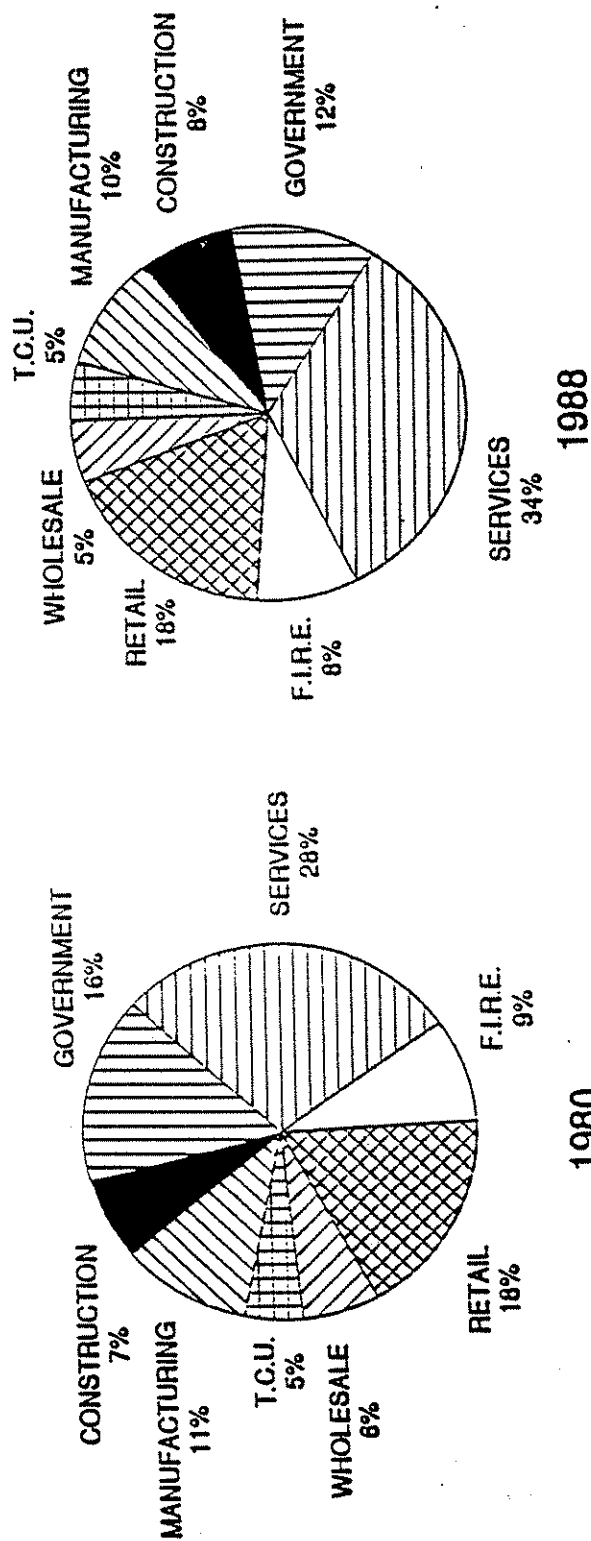 CONSTRUCTION
7%
GOVERNMENT
16%
MANUFACTURING
11%
T.C.U.
5%
WHOLESALE
6%
RETAIL
18%
F.I.R.E.
9%
SERVICES
28%
1980
WHOLESALE
5%
T.C.U.
5%
MANUFACTURING
10%
CONSTRUCTION
8%
GOVERNMENT
12%
RETAIL
18%
F.I.R.E.
8%
SERVICES
34%
1988